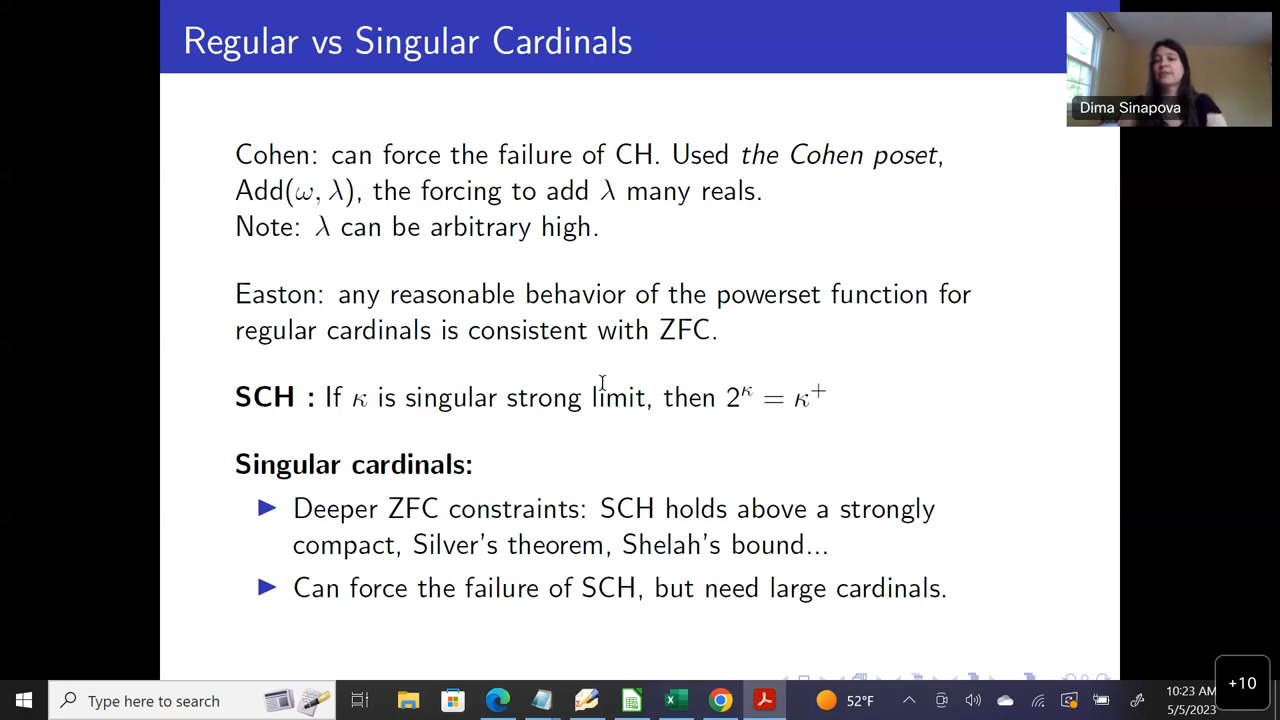 Regular vs Singular Cardinals
Dima Sinapova
Cohen: can force the failure of CH. Used the Cohen poset,
Add(ω, λ), the forcing to add λ many reals.
Note: λ can be arbitrary high.
Easton: any reasonable behavior of the powerset function for
regular cardinals is consistent with ZFC.
SCH : If κ is singular strong limit, then 2^κ = κ⁺
Singular cardinals:
▶ Deeper ZFC constraints: SCH holds above a strongly
compact, Silver's theorem, Shelah's bound...
▶ Can force the failure of SCH, but need large cardinals.
+10
Type here to search
52°F
10:23 AM
5/5/2023